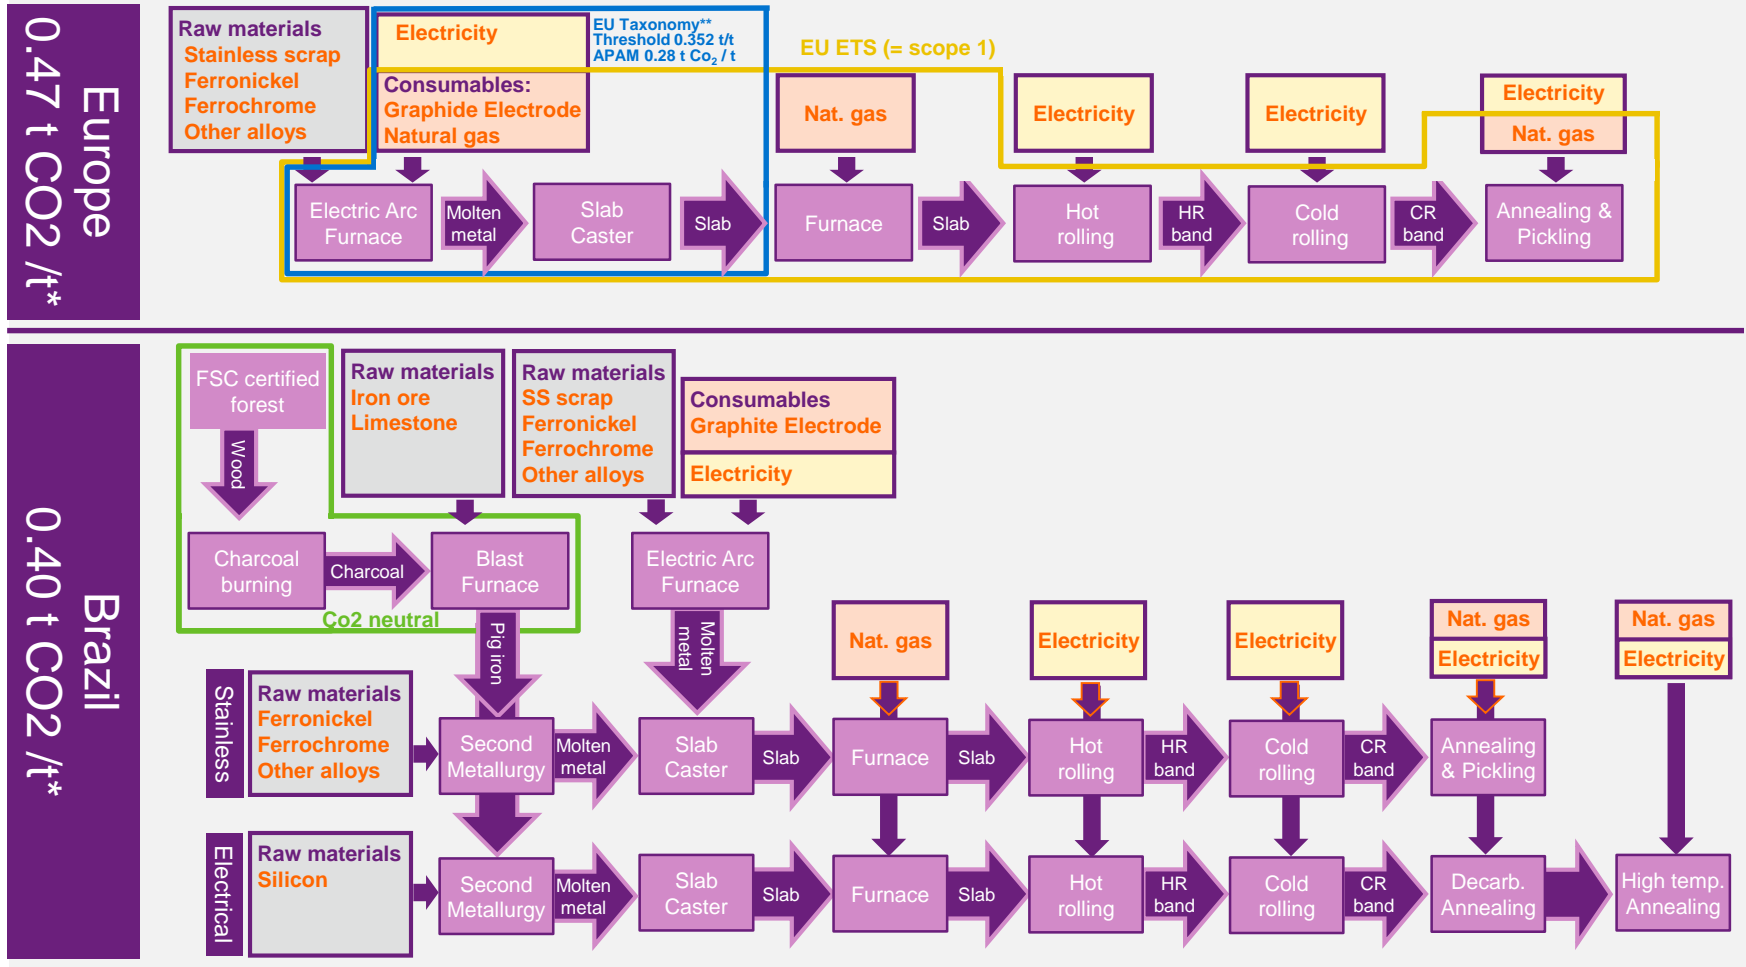 Europe
0.47 t CO2 /t*
Raw materials
Stainless scrap
Ferronickel
Ferrochrome
Other alloys
Electricity
Consumables:
Graphide Electrode
Natural gas
EU Taxonomy**
Threshold 0.352 t/t
APAM 0.28 t Co2 / t
EU ETS (= scope 1)
Nat. gas
Electricity
Electricity
Electricity
Nat. gas
Electric Arc
Furnace
Molten
metal
Slab
Caster
Slab
Furnace
Slab
Hot
rolling
HR
band
Cold
rolling
CR
band
Annealing &
Pickling
Brazil
0.40 t CO2 /t*
FSC certified
forest
Wood
Raw materials
Iron ore
Limestone
Raw materials
SS scrap
Ferronickel
Ferrochrome
Other alloys
Consumables
Graphite Electrode
Electricity
Charcoal
burning
Charcoal
Blast
Furnace
Co2 neutral
Electric Arc
Furnace
Pig iron
Molten
metal
Nat. gas
Electricity
Electricity
Nat. gas
Electricity
Nat. gas
Electricity
Stainless
Raw materials
Ferronickel
Ferrochrome
Other alloys
Second
Metallurgy
Molten
metal
Slab
Caster
Slab
Furnace
Slab
Hot
rolling
HR
band
Cold
rolling
CR
band
Annealing
& Pickling
Electrical
Raw materials
Silicon
Second
Metallurgy
Molten
metal
Slab
Caster
Slab
Furnace
Slab
Hot
rolling
HR
band
Cold
rolling
CR
band
Decarb.
Annealing
High temp.
Annealing